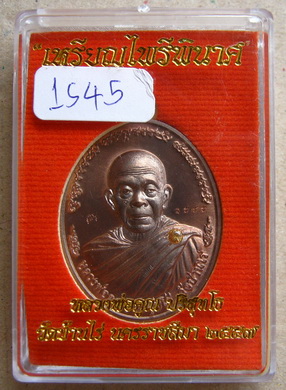 "เหรียญไพรีพินาศ"
1945
หลวงพ่อคูณ ปริสุทโธ
วัดบ้านไร่ นครราชสีมา ๒๕๕๗